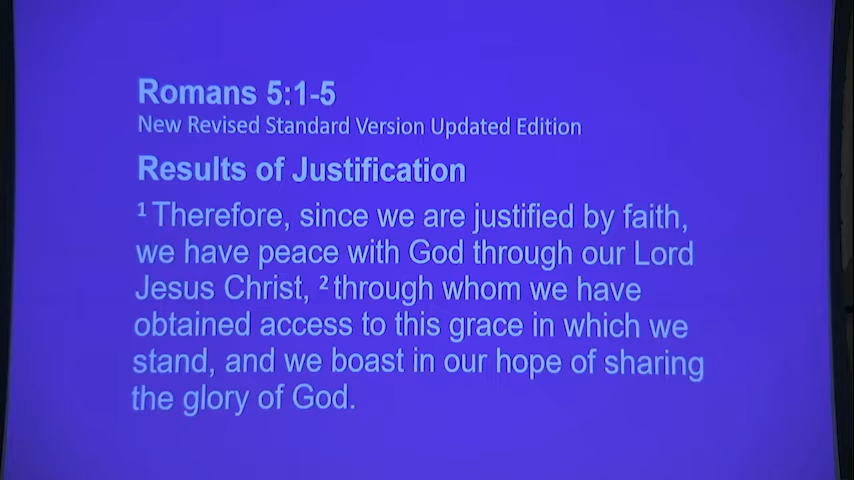 Romans 5:1-5
New Revised Standard Version Updated Edition
Results of Justification
¹ Therefore, since we are justified by faith,
we have peace with God through our Lord
Jesus Christ, ² through whom we have
obtained access to this grace in which we
stand, and we boast in our hope of sharing
the glory of God.